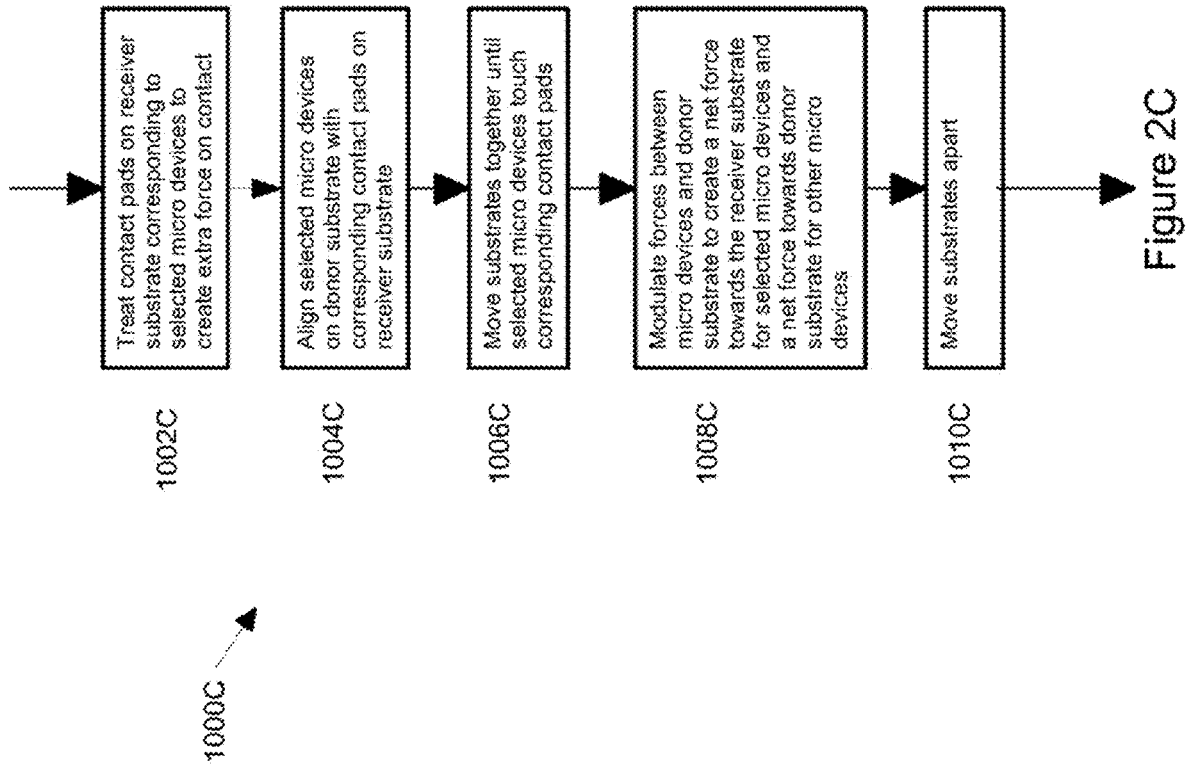 1000C
1002C
Treat contact pads on receiver
substrate corresponding to
selected micro devices to
create extra force on contact
1004C
Align selected micro devices
on donor substrate with
corresponding contact pads on
receiver substrate
1006C
Move substrates together until
selected micro devices touch
corresponding contact pads
1008C
Modulate forces between
micro devices and donor
substrate to create a net force
towards the receiver substrate
for selected micro devices and
a net force towards donor
substrate for other micro
devices
1010C
Move substrates apart
Figure 2C